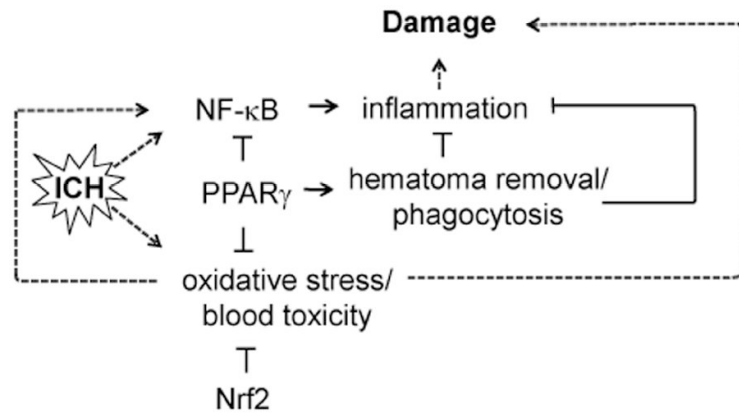 Damage
NF-κB
inflammation
ICH
PPARγ
hematoma removal/
phagocytosis
oxidative stress/
blood toxicity
Nrf2